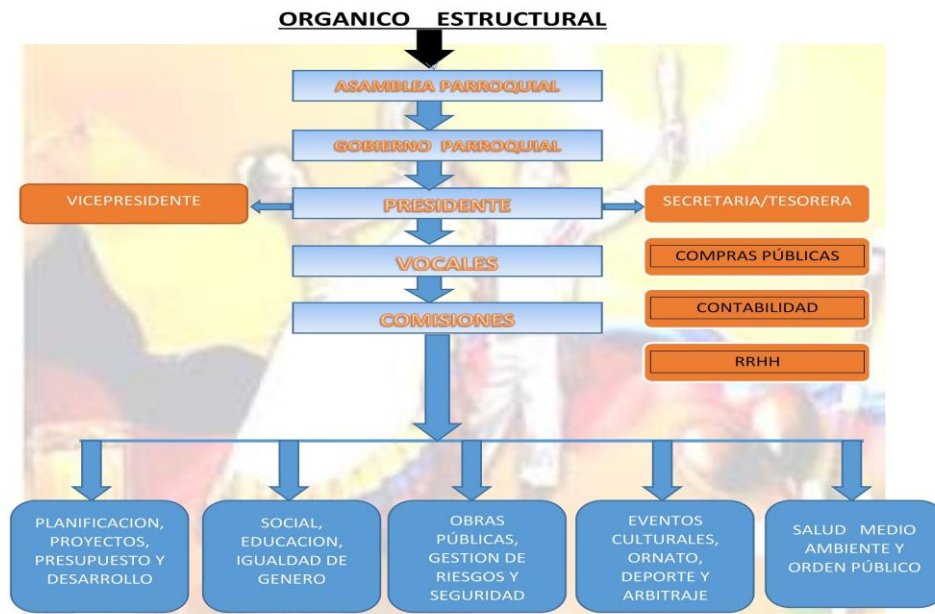 ORGANICO ESTRUCTURAL
ASAMBLEA PARROQUIAL
GOBIERNO PARROQUIAL
VICEPRESIDENTE
PRESIDENTE
SECRETARIA/TESORERA
VOCALES
COMPRAS PÚBLICAS
COMISIONES
CONTABILIDAD
RRHH
PLANIFICACION,
PROYECTOS,
PRESUPUESTO Y
DESARROLLO
SOCIAL,
EDUCACION,
IGUALDAD DE
GENERO
OBRAS
PÚBLICAS,
GESTION DE
RIESGOS Y
SEGURIDAD
EVENTOS
CULTURALES,
ORNATO,
DEPORTE Y
ARBITRAJE
SALUD MEDIO
AMBIENTE Y
ORDEN PÚBLICO